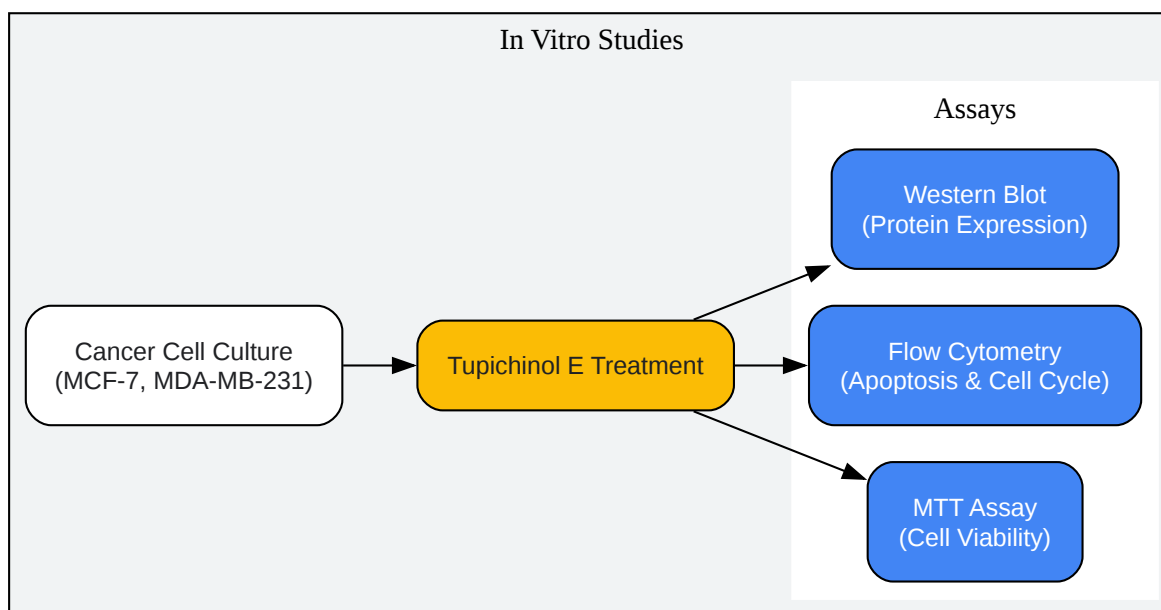 In Vitro Studies
Assays
Western Blot
(Protein Expression)
Cancer Cell Culture
(MCF-7, MDA-MB-231)
Tupichinol E Treatment
Flow Cytometry
(Apoptosis & Cell Cycle)
MTT Assay
(Cell Viability)